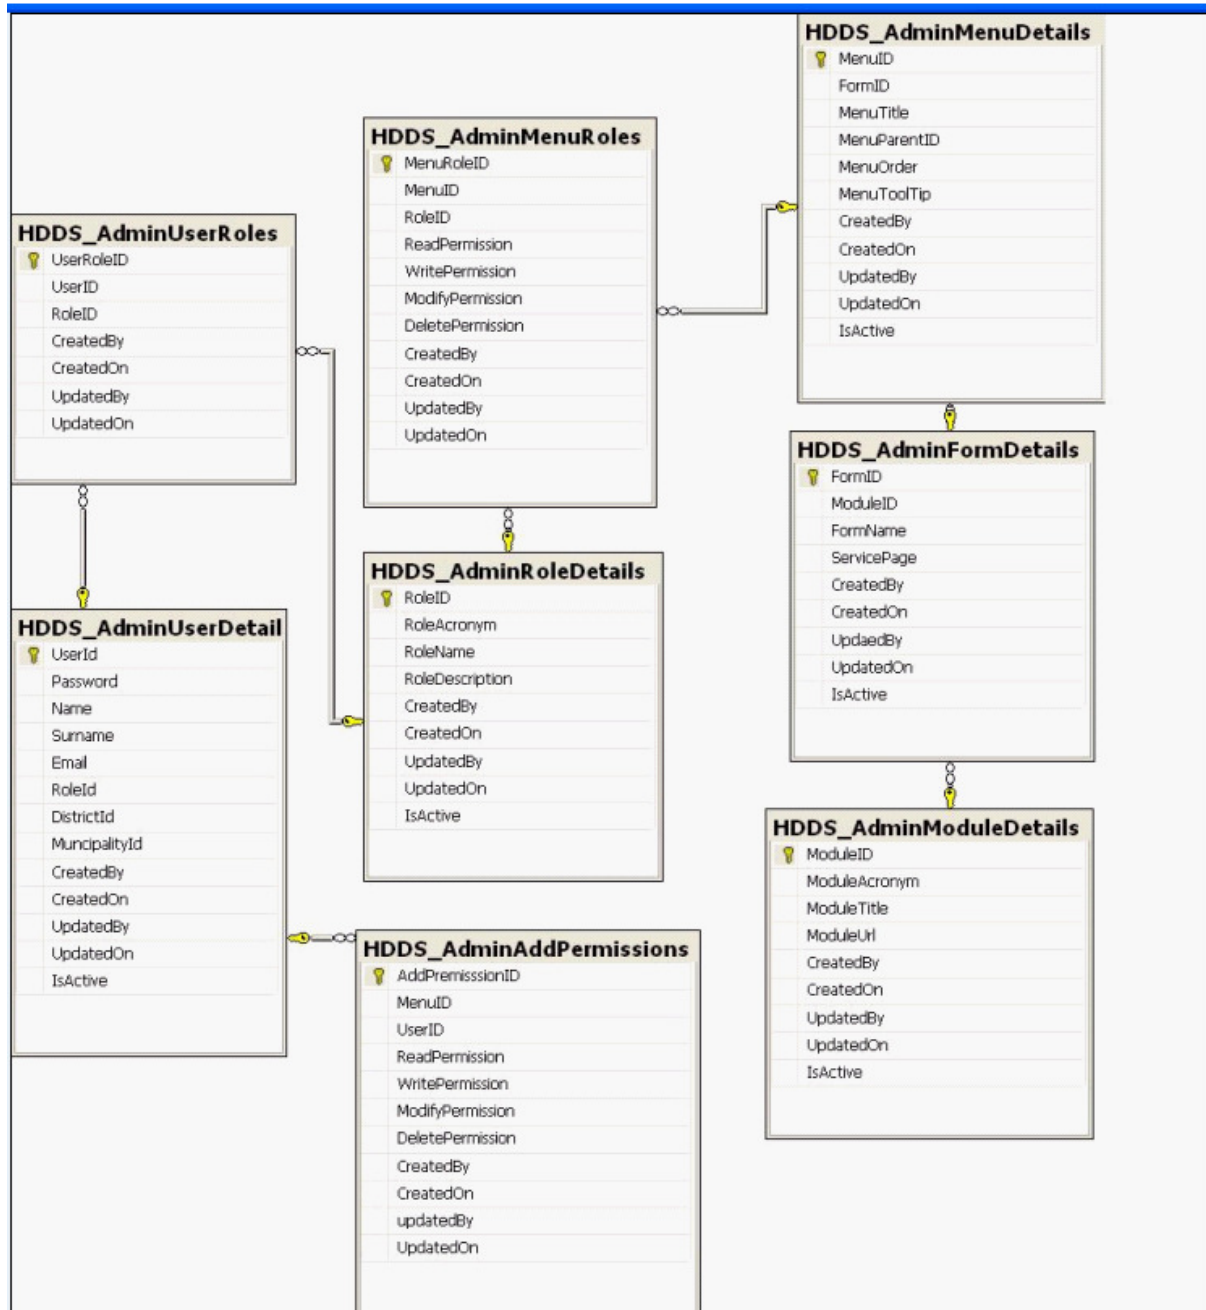 HDDS_AdminMenuDetails
MenuID
FormID
MenuTitle
MenuParentID
MenuOrder
MenuToolTip
CreatedBy
CreatedOn
UpdatedBy
UpdatedOn
IsActive
HDDS_AdminMenuRoles
MenuRoleID
MenuID
RoleID
ReadPermission
WritePermission
ModifyPermission
DeletePermission
CreatedBy
CreatedOn
UpdatedBy
UpdatedOn
HDDS_AdminUserRoles
UserRoleID
UserID
RoleID
CreatedBy
CreatedOn
UpdatedBy
UpdatedOn
HDDS_AdminFormDetails
FormID
ModuleID
FormName
ServicePage
CreatedBy
CreatedOn
UpdaedBy
UpdatedOn
IsActive
HDDS_AdminRoleDetails
RoleID
RoleAcronym
RoleName
RoleDescription
CreatedBy
CreatedOn
UpdatedBy
UpdatedOn
IsActive
HDDS_AdminUserDetail
UserId
Password
Name
Surname
Email
RoleId
DistrictId
MuncipalityId
CreatedBy
CreatedOn
UpdatedBy
UpdatedOn
IsActive
HDDS_AdminModuleDetails
ModuleID
ModuleAcronym
ModuleTitle
ModuleUrl
CreatedBy
CreatedOn
UpdatedBy
UpdatedOn
IsActive
HDDS_AdminAddPermissions
AddPremisssionID
MenuID
UserID
ReadPermission
WritePermission
ModifyPermission
DeletePermission
CreatedBy
CreatedOn
updatedBy
UpdatedOn